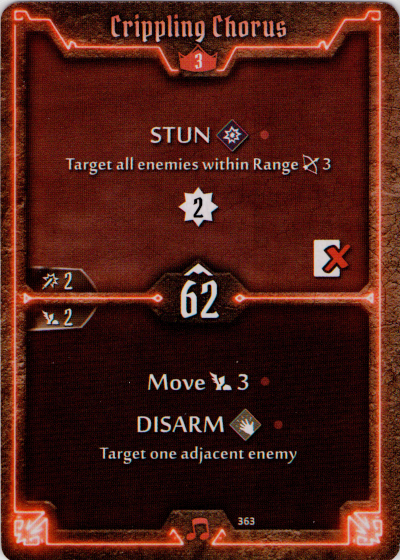 Crippling Chorus
3
STUN
Target all enemies within Range 3
2
2
62
2
Move 3
DISARM
Target one adjacent enemy
363